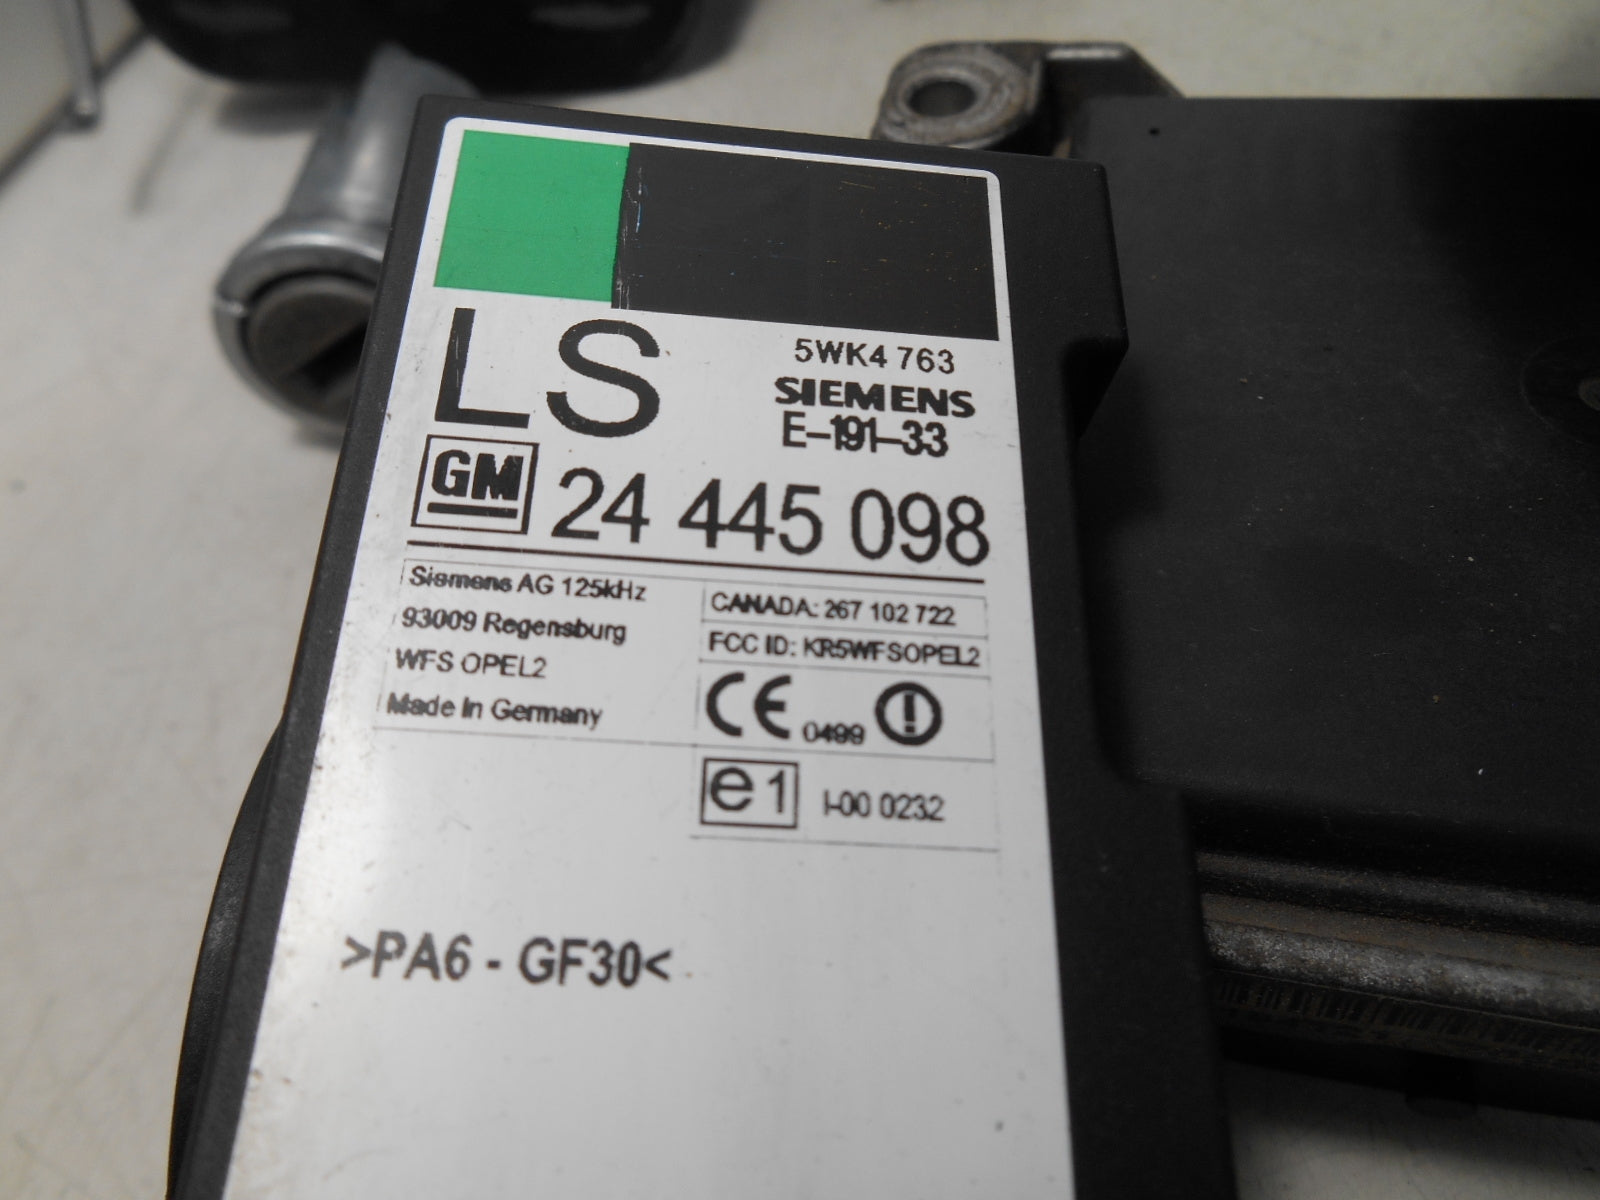 LS
5WK4 763
SIEMENS
E-191-33
GM 24 445 098
Siemens AG 125kHz
93009 Regensburg
WFS OPEL2
Made in Germany
CANADA: 267 102 722
FCC ID: KR5WFSOPEL2
CE 0499
e1 I-00 0232
>PA6 - GF30<